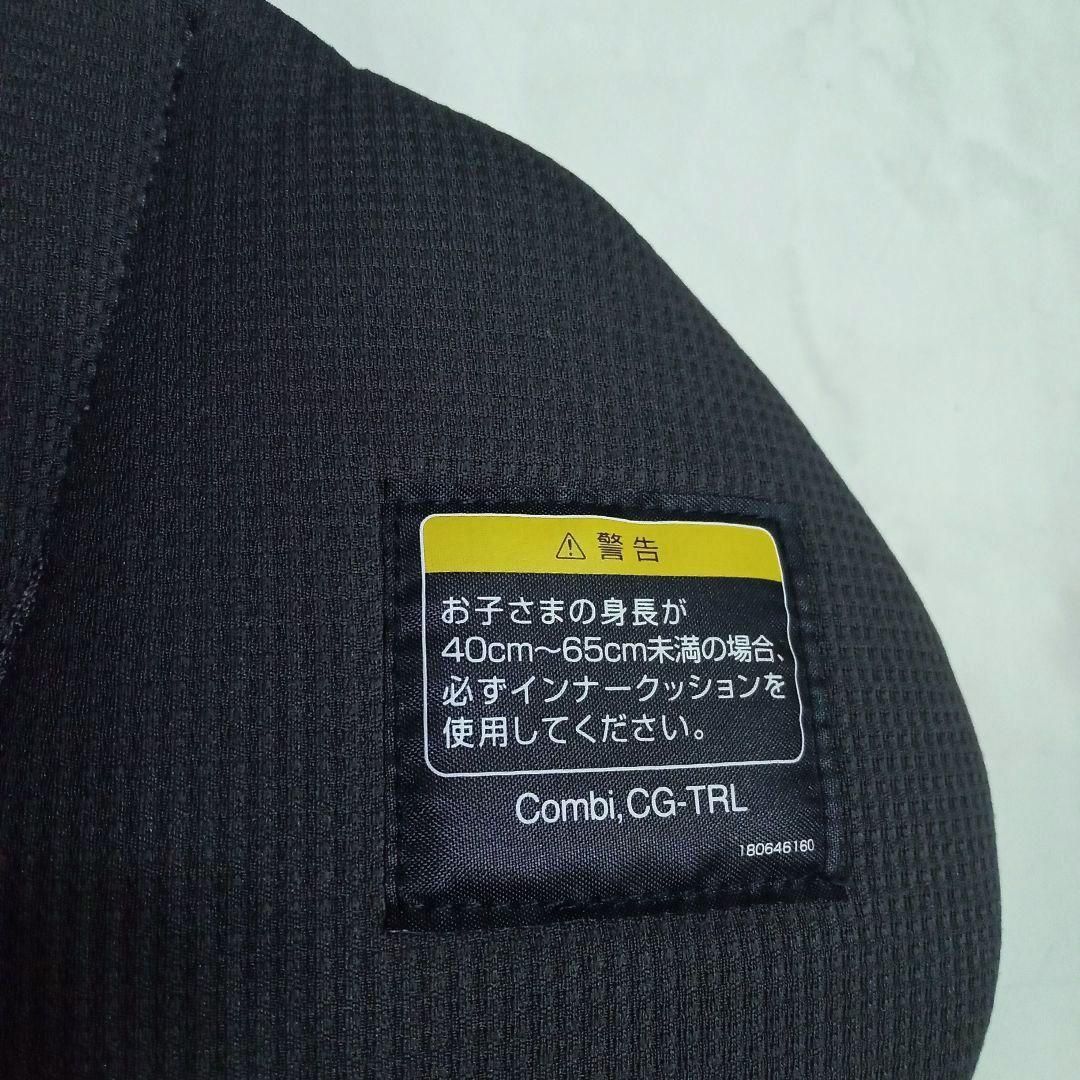 ⚠警告
お子さまの身長が
40cm～65cm未満の場合、
必ずインナークッションを
使用してください。
Combi,CG-TRL
180646160